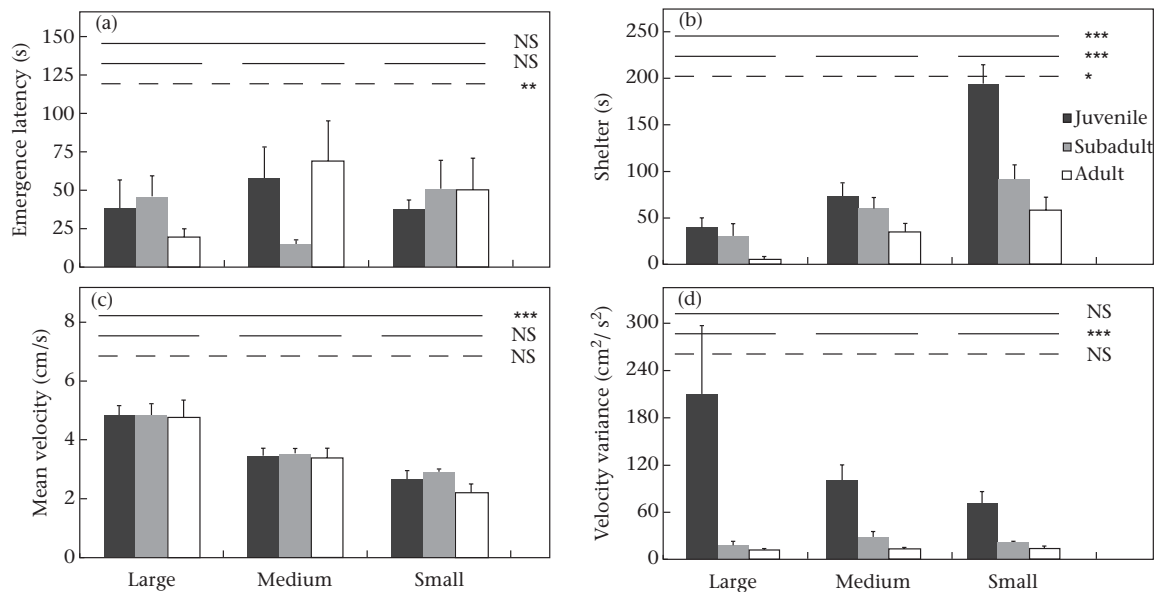 (a)
Emergence latency (s)
150
125
100
75
50
25
0
NS
NS
**
(b)
Shelter (s)
250
200
150
100
50
0
***
***
*
Juvenile
Subadult
Adult
(c)
Mean velocity (cm/s)
8
6
4
2
0
***
NS
NS
Large Medium Small
(d)
Velocity variance (cm²/ s²)
300
240
180
120
60
0
NS
***
NS
Large Medium Small